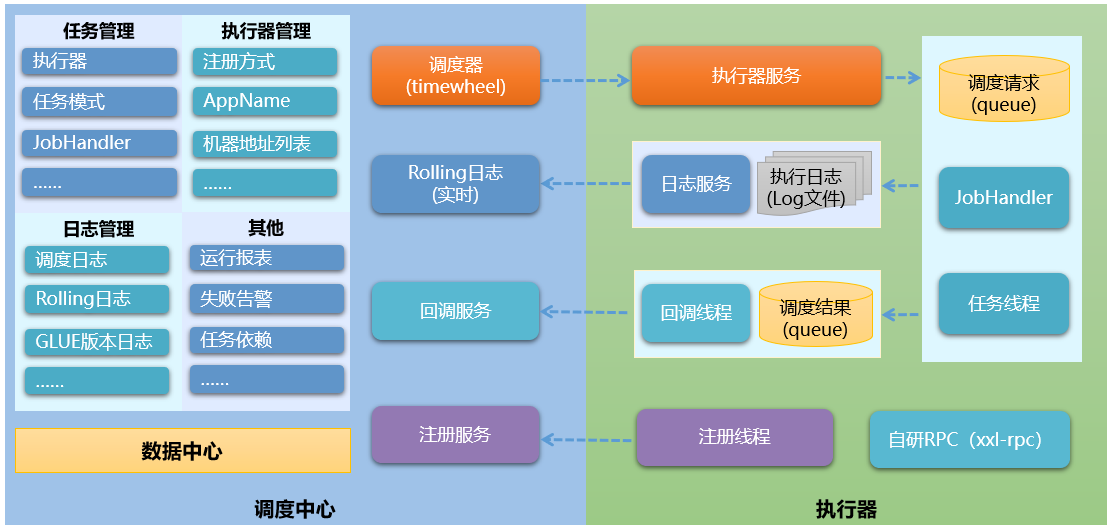 任务管理
执行器
任务模式
JobHandler
......
执行器管理
注册方式
AppName
机器地址列表
......
日志管理
调度日志
Rolling日志
GLUE版本日志
......
其他
运行报表
失败告警
任务依赖
......
数据中心
调度器
(timewheel)
Rolling日志
(实时)
回调服务
注册服务
调度中心
执行器服务
调度请求
(queue)
日志服务
执行日志
(Log文件)
JobHandler
回调线程
调度结果
(queue)
任务线程
注册线程
自研RPC（xxl-rpc）
执行器